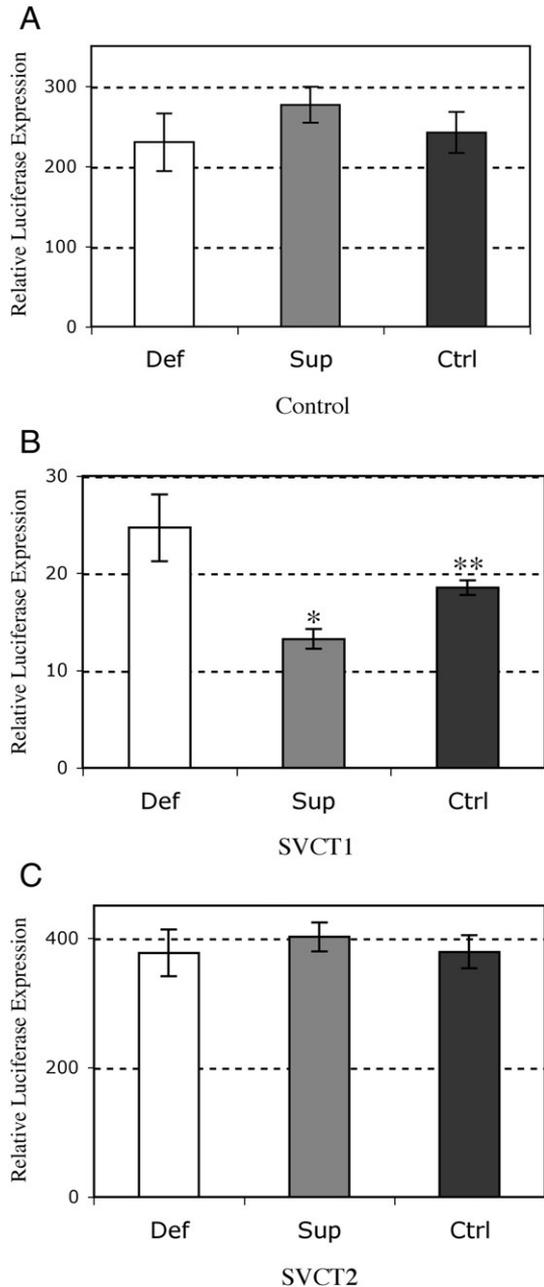 A
Relative Luciferase Expression
300
200
100
0
Def Sup Ctrl
Control
B
Relative Luciferase Expression
30
20
10
0
*
**
Def Sup Ctrl
SVCT1
C
Relative Luciferase Expression
400
200
0
Def Sup Ctrl
SVCT2